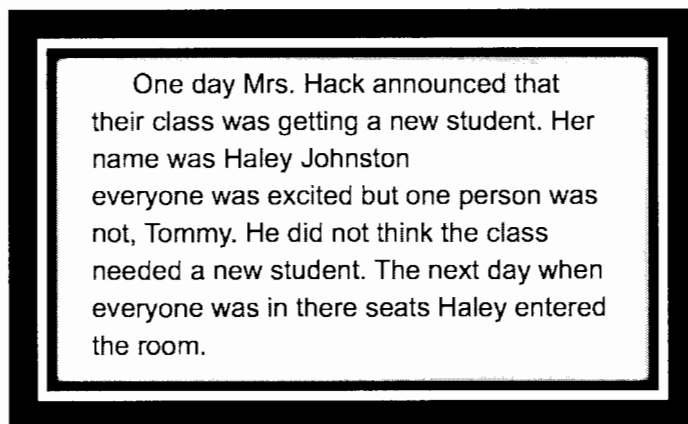 One day Mrs. Hack announced that
their class was getting a new student. Her
name was Haley Johnston
everyone was excited but one person was
not, Tommy. He did not think the class
needed a new student. The next day when
everyone was in there seats Haley entered
the room.